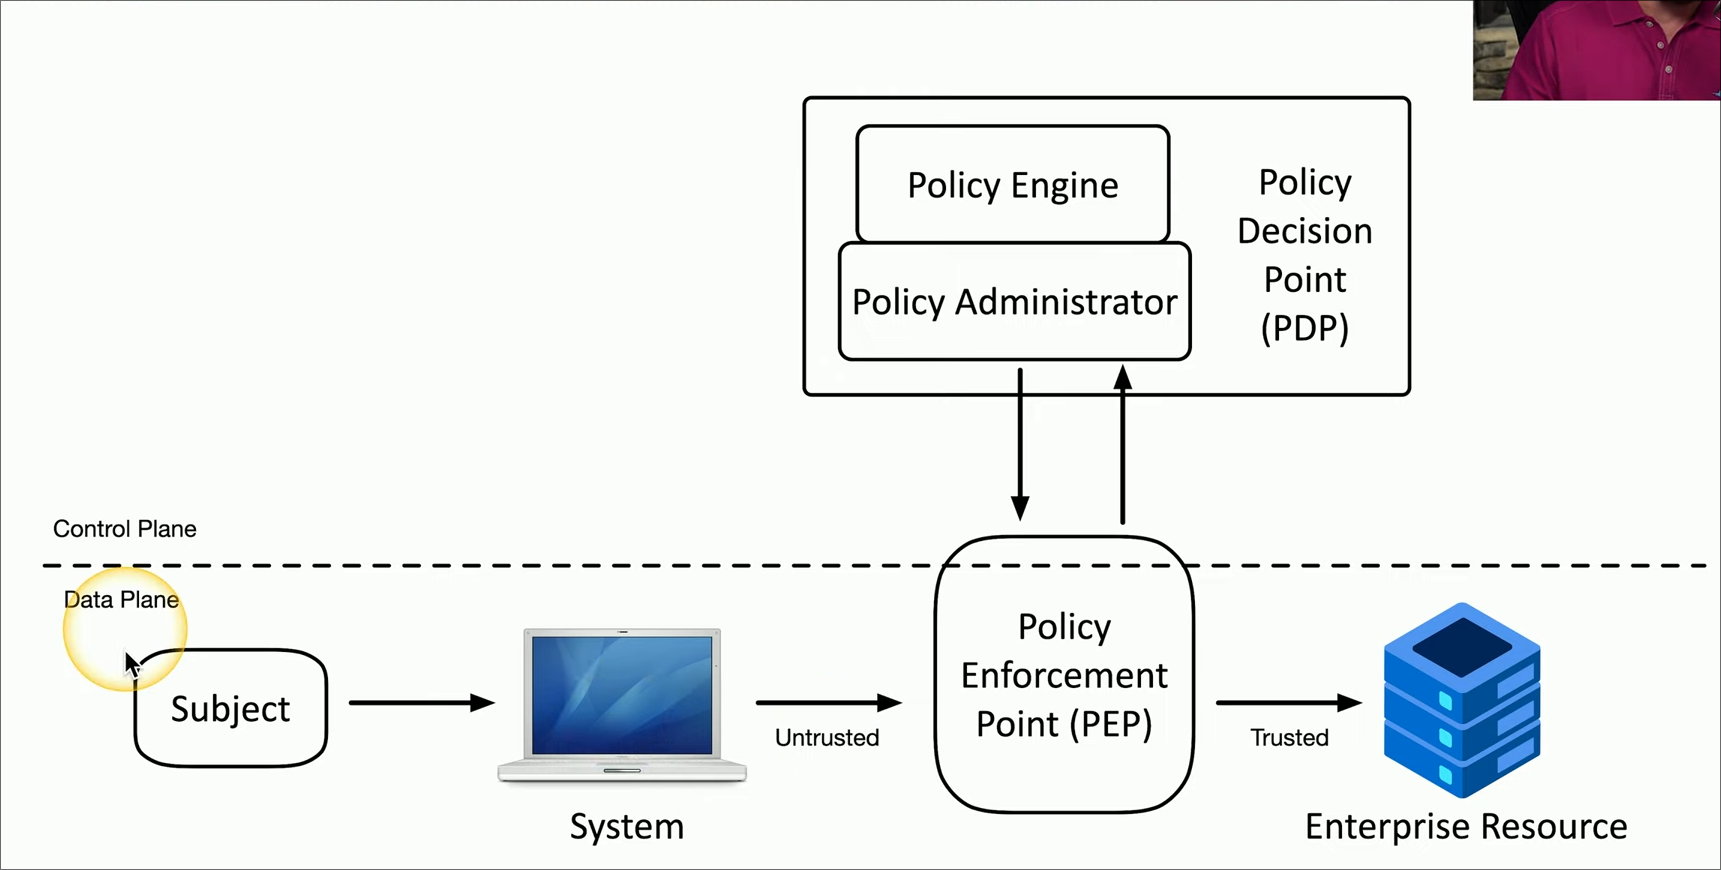 Policy Engine
Policy Administrator
Policy
Decision
Point
(PDP)
Control Plane
Data Plane
Subject
System
Untrusted
Policy
Enforcement
Point (PEP)
Trusted
Enterprise Resource